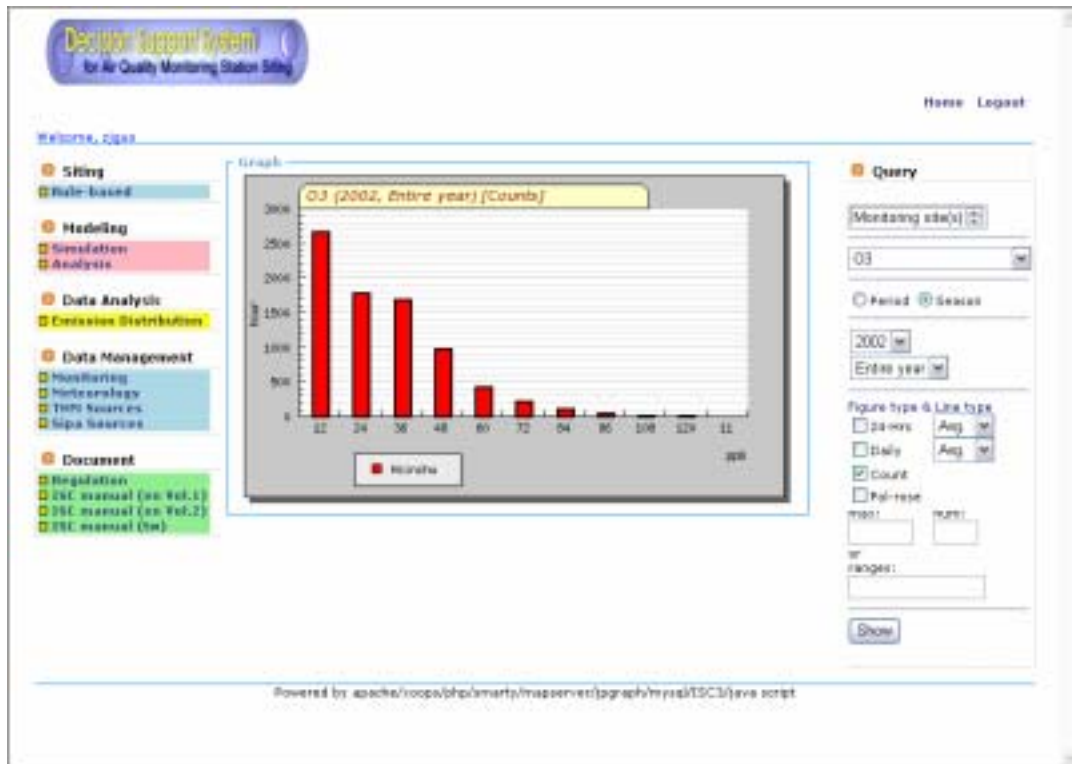 Decision Support System
for Air Quality Monitoring Station Siting
Home Logout
Welcome,
Siting
Rule-based
Modeling
Simulation
Analysis
Data Analysis
Emission Distribution
Data Management
Monitoring
Meteorology
Sources
Sources
Document
Regulation
ISC manual (en Vol.1)
ISC manual (en Vol.2)
ISC manual (tw)
Graph
O3 (2002, Entire year) [Counts]
hour
3000
2500
2000
1500
1000
500
0
12 24 36 48 60 72 84 96 108 120
ppb
Query
Monitoring site(s)
O3
Period Season
2002
Entire year
Figure type & Line type
24-hrs Avg
Daily Avg
Count
Pol-rose
max: num:
or
ranges:
Show
Powered by apache/xoops/php/smarty/mapserver/jpgraph/mysql/ISC3/java script